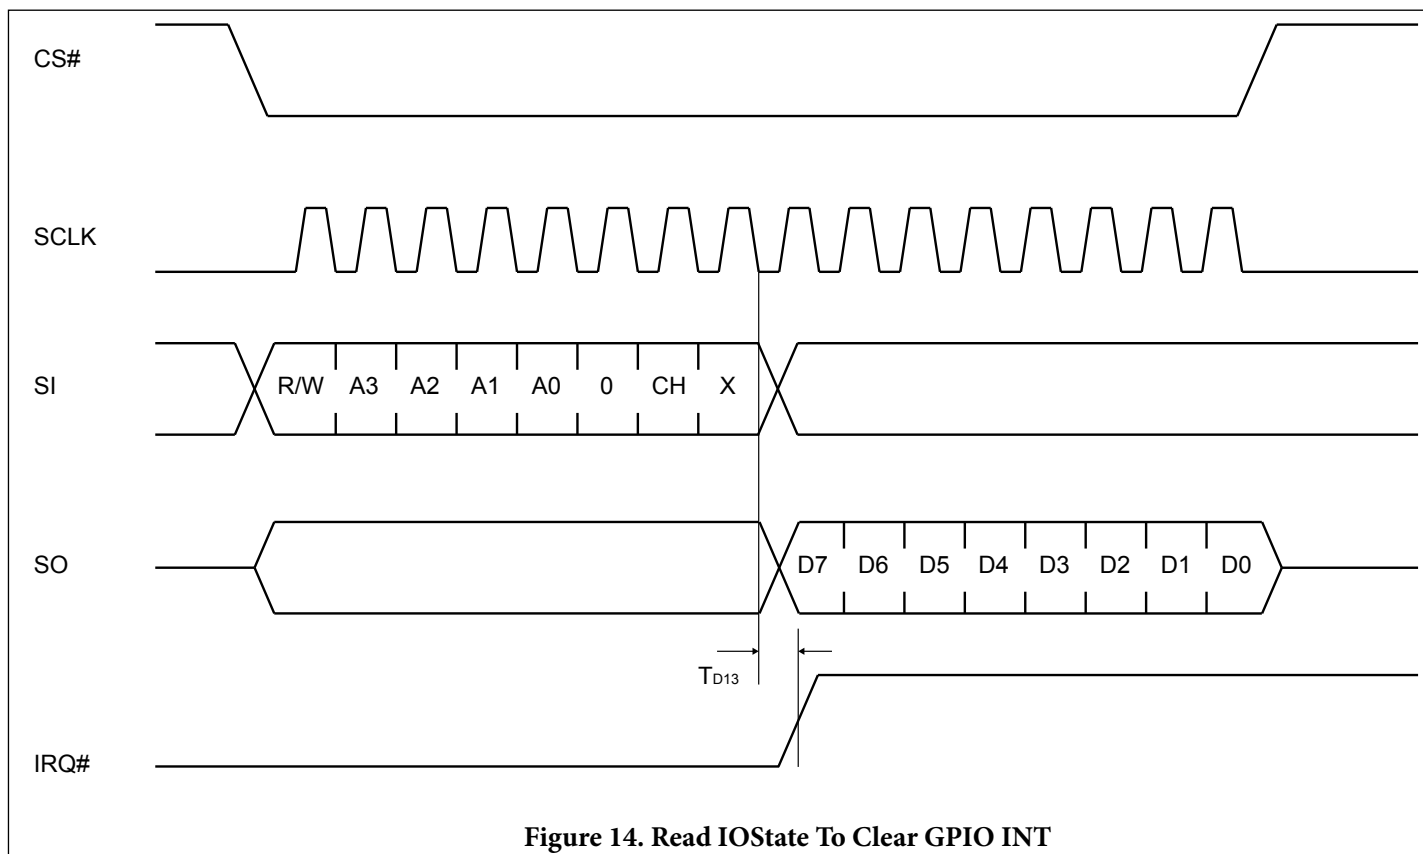 CS#
SCLK
SI
R/W A3 A2 A1 A0 0 CH X
SO
D7 D6 D5 D4 D3 D2 D1 D0
TD13
IRQ#
Figure 14. Read IOState To Clear GPIO INT